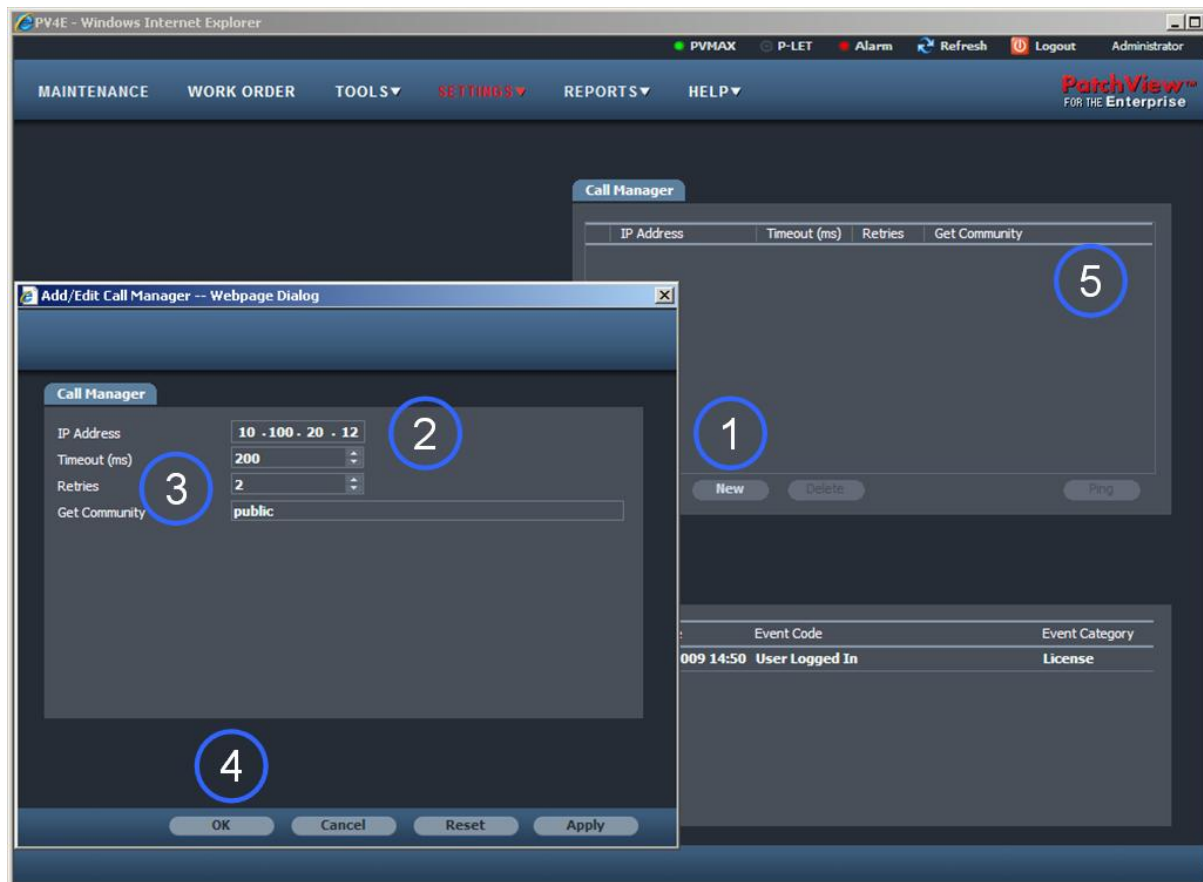 PV4E - Windows Internet Explorer
PVMAX P-LET Alarm Refresh Logout Administrator
MAINTENANCE WORK ORDER TOOLS▼ SETTINGS▼ REPORTS▼ HELP▼
PatchView™
FOR THE Enterprise
Call Manager
IP Address Timeout (ms) Retries Get Community
5
1
New Delete Ping
Add/Edit Call Manager -- Webpage Dialog
Call Manager
IP Address 10 . 100 . 20 . 12
2
Timeout (ms) 200
3
Retries 2
Get Community public
4
OK Cancel Reset Apply
Event Code Event Category
009 14:50 User Logged In License